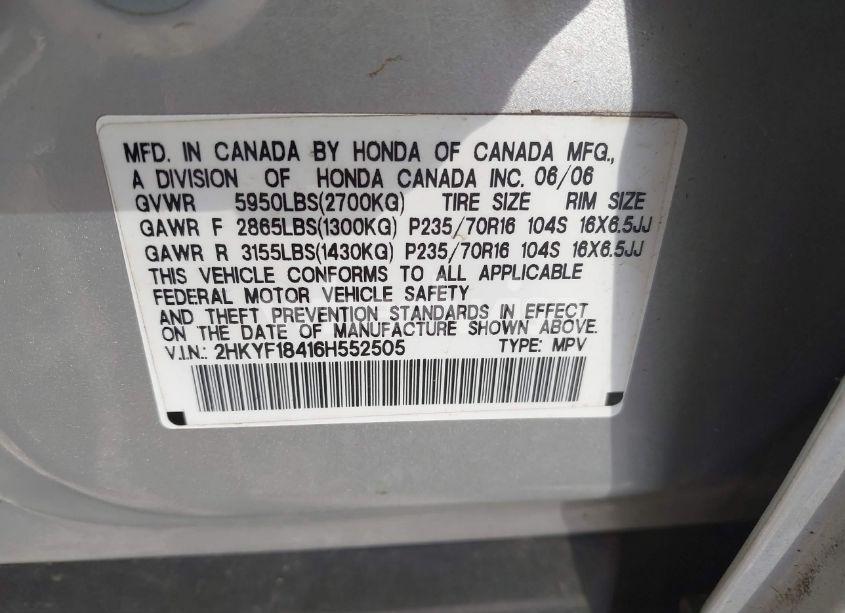 MFD. IN CANADA BY HONDA OF CANADA MFG.,
A DIVISION OF HONDA CANADA INC. 06/06
GVWR 5950LBS(2700KG) TIRE SIZE RIM SIZE
GAWR F 2865LBS(1300KG) P235/70R16 104S 16X6.5JJ
GAWR R 3155LBS(1430KG) P235/70R16 104S 16X6.5JJ
THIS VEHICLE CONFORMS TO ALL APPLICABLE
FEDERAL MOTOR VEHICLE SAFETY
AND THEFT PREVENTION STANDARDS IN EFFECT
ON THE DATE OF MANUFACTURE SHOWN ABOVE.
V.I.N.: 2HKYF18416H552505 TYPE: MPV